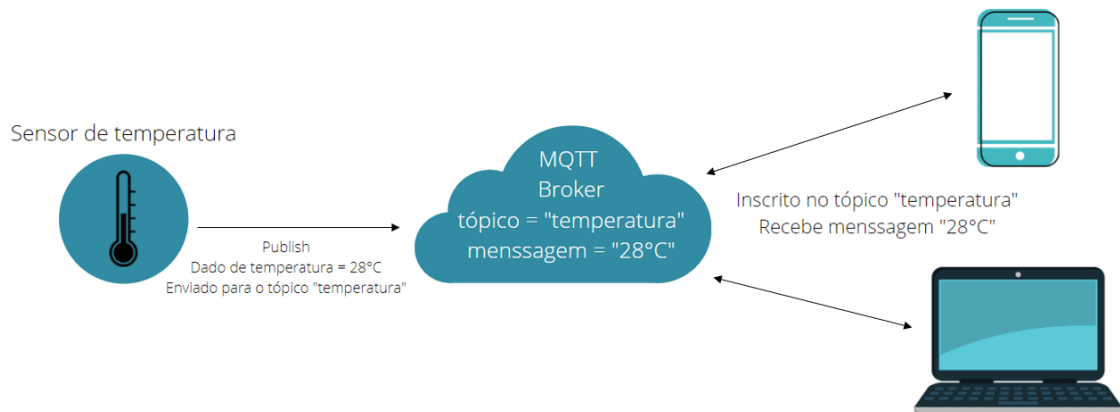 Sensor de temperatura
Publish
Dado de temperatura = 28°C
Enviado para o tópico "temperatura"
MQTT
Broker
tópico = "temperatura"
menssagem = "28°C"
Inscrito no tópico "temperatura"
Recebe menssagem "28°C"